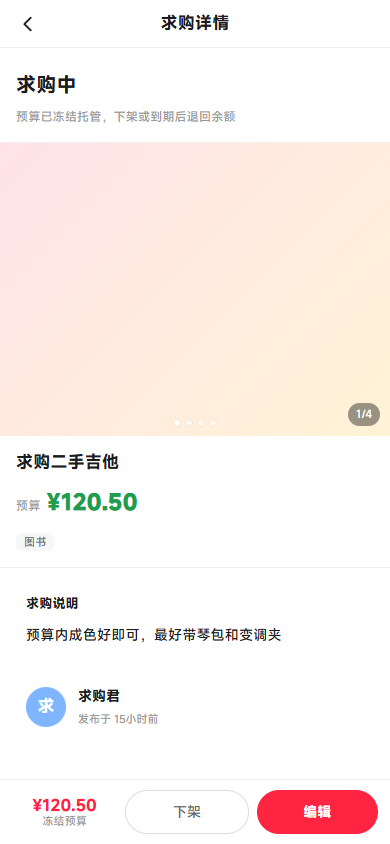 求购详情
求购中
预算已冻结托管，下架或到期后退回余额
1/4
求购二手吉他
预算 ¥120.50
图书
求购说明
预算内成色好即可，最好带琴包和变调夹
求
求购君
发布于 15小时前
¥120.50
冻结预算
下架
编辑